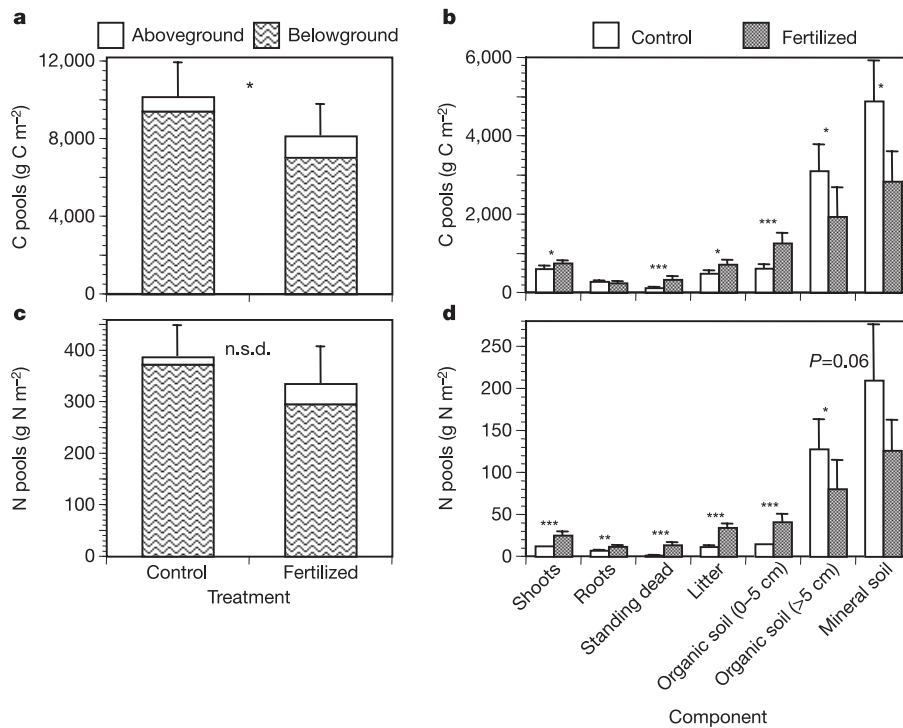 a
Aboveground Belowground
12,000
8,000
4,000
0
C pools (g C m–2)
*
b
Control Fertilized
6,000
4,000
2,000
0
C pools (g C m–2)
*
***
*
***
*
*
c
400
300
200
100
0
N pools (g N m–2)
n.s.d.
Control Fertilized
Treatment
d
250
200
150
100
50
0
N pools (g N m–2)
***
**
***
***
***
*
P=0.06
Shoots
Roots
Standing dead
Litter
Organic soil (0–5 cm)
Organic soil (>5 cm)
Mineral soil
Component